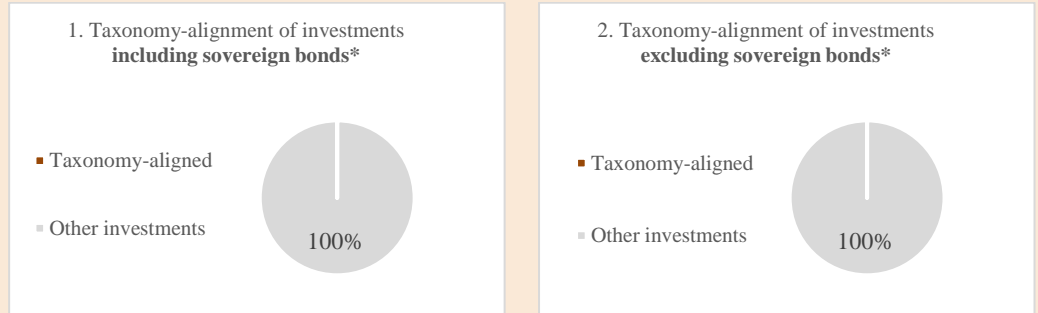 1. Taxonomy-alignment of investments
including sovereign bonds*
Taxonomy-aligned
Other investments
100%
2. Taxonomy-alignment of investments
excluding sovereign bonds*
Taxonomy-aligned
Other investments
100%